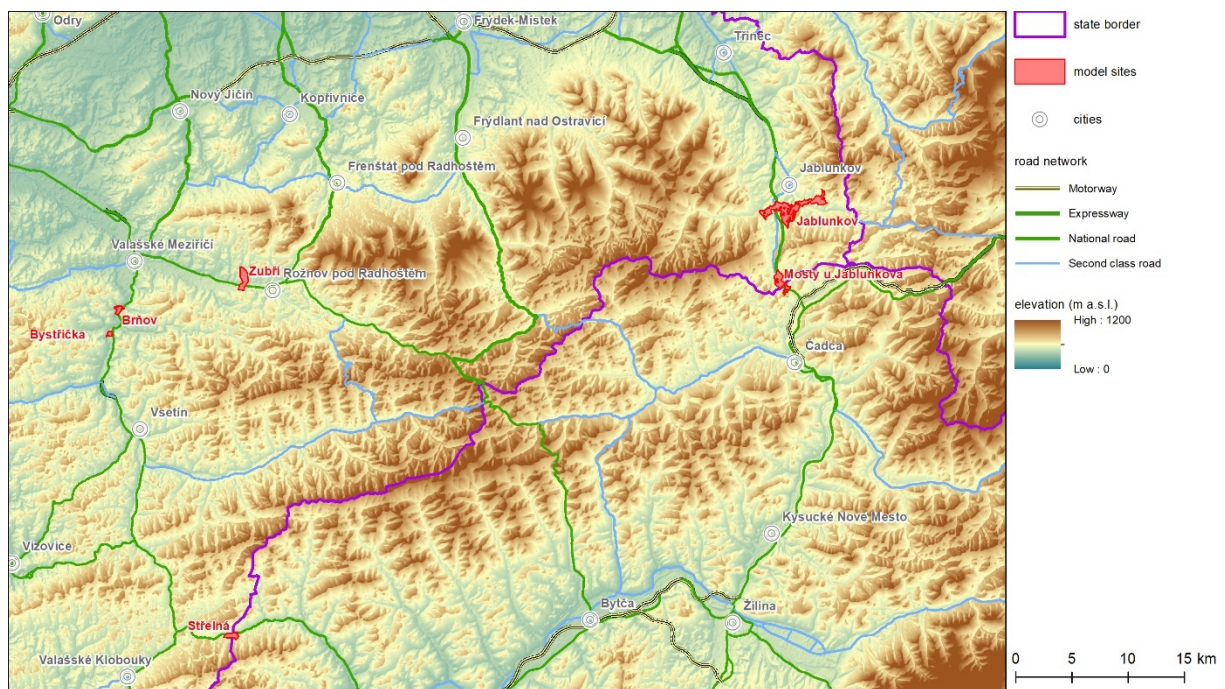 Odry
Frýdek-Místek
Třinec
Nový Jičín
Kopřivnice
Frýdlant nad Ostravicí
Frenštát pod Radhoštěm
Jablunkov
Jablunkov
Valašské Meziříčí
Zubří
Rožnov pod Radhoštěm
Mosty u Jablunkova
Brňov
Bystřička
Čadca
Vsetín
Kysucké Nové Mesto
Vizovice
Bytča
Žilina
Střelná
Valašské Klobouky
state border
model sites
cities
road network
Motorway
Expressway
National road
Second class road
elevation (m a.s.l.)
High : 1200
Low : 0
0 5 10 15 km